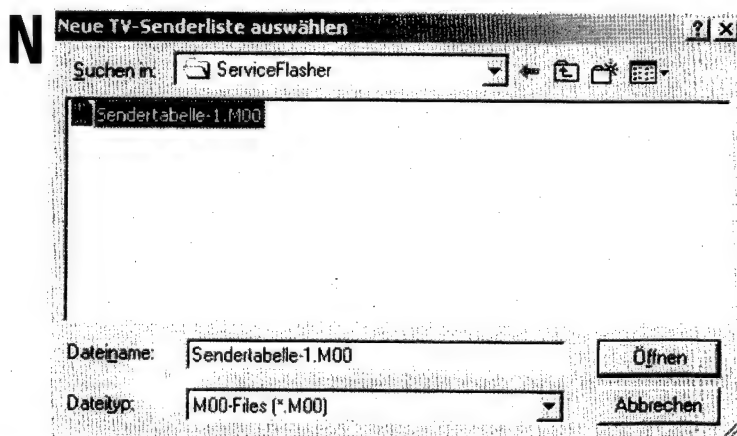 N
Neue TV-Senderliste auswählen
Suchen in: ServiceFlasher
Sendertabelle-1.M00
Dateiname: Sendertabelle-1.M00 Öffnen
Dateityp: M00-Files (*.M00) Abbrechen